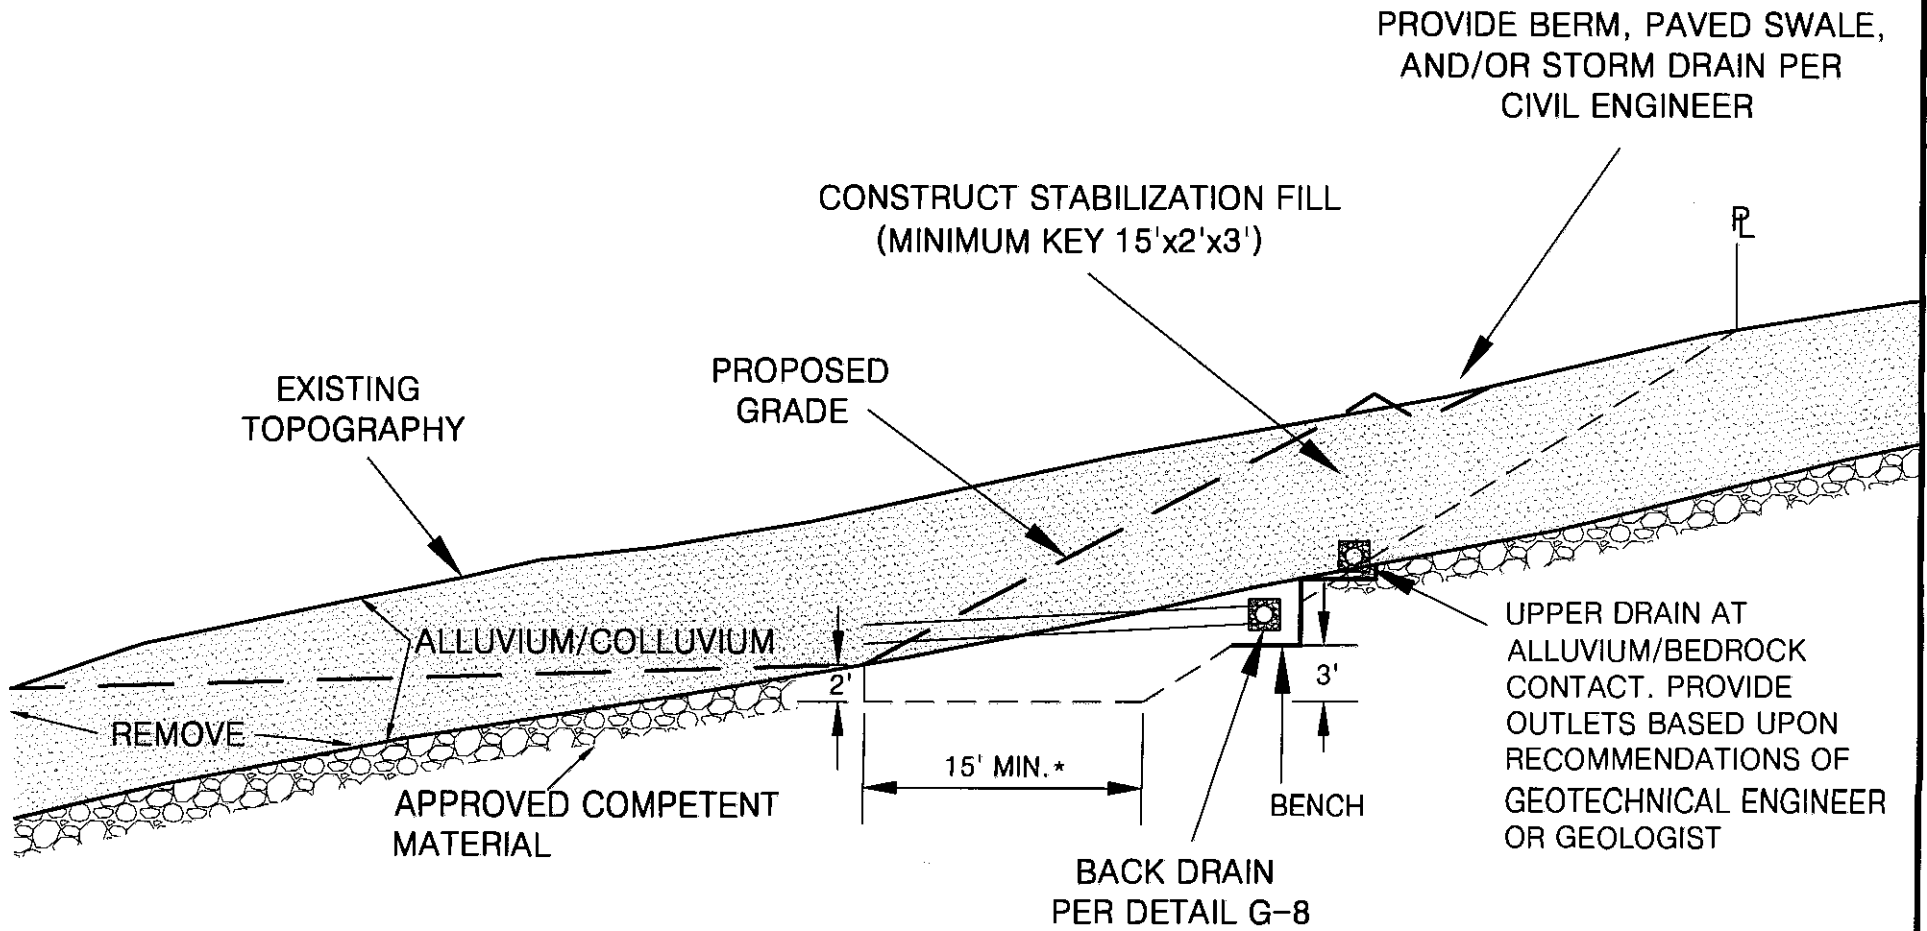 PROVIDE BERM, PAVED SWALE,
AND/OR STORM DRAIN PER
CIVIL ENGINEER
CONSTRUCT STABILIZATION FILL
(MINIMUM KEY 15'x2'x3')
PL
PROPOSED
GRADE
EXISTING
TOPOGRAPHY
ALLUVIUM/COLLUVIUM
2'
3'
REMOVE
15' MIN.*
APPROVED COMPETENT
MATERIAL
BENCH
UPPER DRAIN AT
ALLUVIUM/BEDROCK
CONTACT. PROVIDE
OUTLETS BASED UPON
RECOMMENDATIONS OF
GEOTECHNICAL ENGINEER
OR GEOLOGIST
BACK DRAIN
PER DETAIL G-8